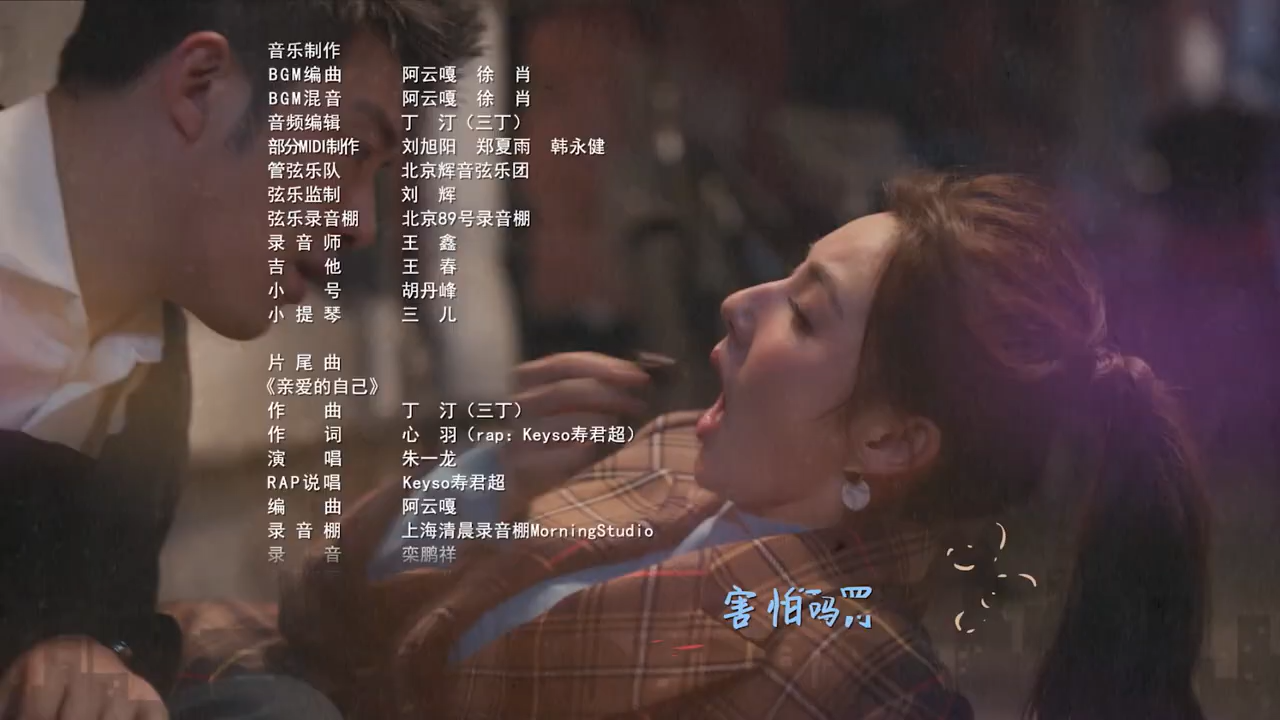 音乐制作
BGM编曲 阿云嘎 徐 肖
BGM混音 阿云嘎 徐 肖
音频编辑 丁 汀（三丁）
部分MIDI制作 刘旭阳 郑夏雨 韩永健
管弦乐队 北京辉音弦乐团
弦乐监制 刘 辉
弦乐录音棚 北京89号录音棚
录音师 王 鑫
吉 他 王 春
小 号 胡丹峰
小提琴 三 儿
片尾曲
《亲爱的自己》
作 曲 丁 汀（三丁）
作 词 心 羽（rap：Keyso寿君超）
演 唱 朱一龙
RAP说唱 Keyso寿君超
编 曲 阿云嘎
录音棚 上海清晨录音棚MorningStudio
录 音 栾鹏祥
害怕吗